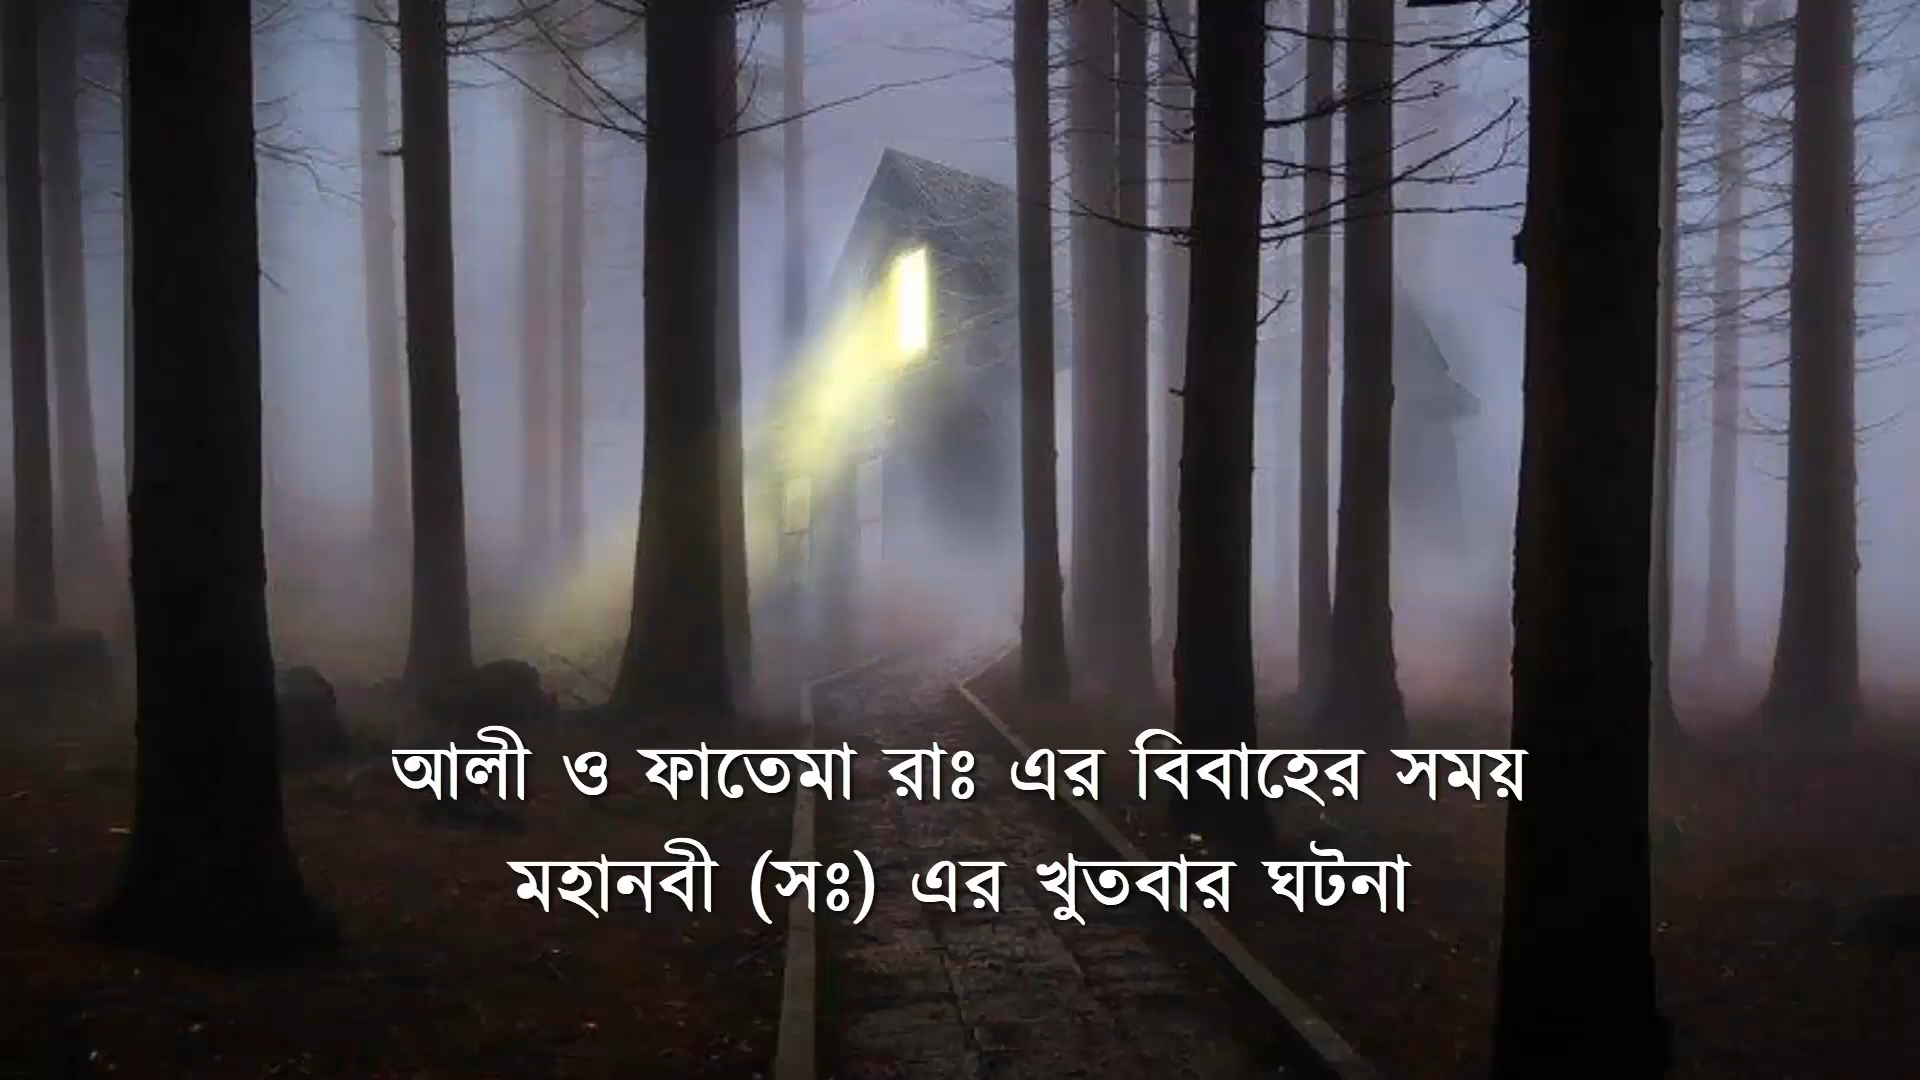 আলী ও ফাতেমা রাঃ এর বিবাহের সময়
মহানবী (সঃ) এর খুতবার ঘটনা